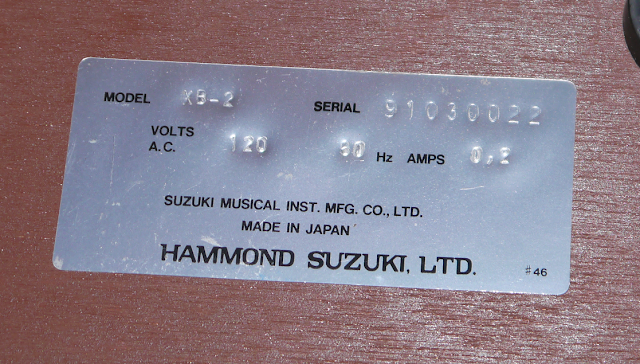 MODEL XB-2 SERIAL 91030022
VOLTS
A.C. 120 60 Hz AMPS 0.2
SUZUKI MUSICAL INST. MFG. CO., LTD.
MADE IN JAPAN
HAMMOND SUZUKI, LTD. #46